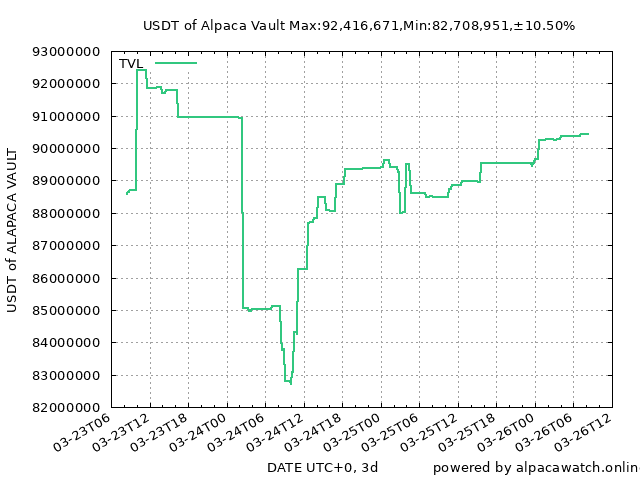 USDT of Alpaca Vault Max:92,416,671,Min:82,708,951,±10.50%
93000000
TVL
92000000
91000000
90000000
89000000
88000000
87000000
86000000
85000000
84000000
83000000
82000000
USDT of ALAPACA VAULT
03-23T06
03-23T12
03-23T18
03-24T00
03-24T06
03-24T12
03-24T18
03-25T00
03-25T06
03-25T12
03-25T18
03-26T00
03-26T06
03-26T12
DATE UTC+0, 3d
powered by alpacawatch.online